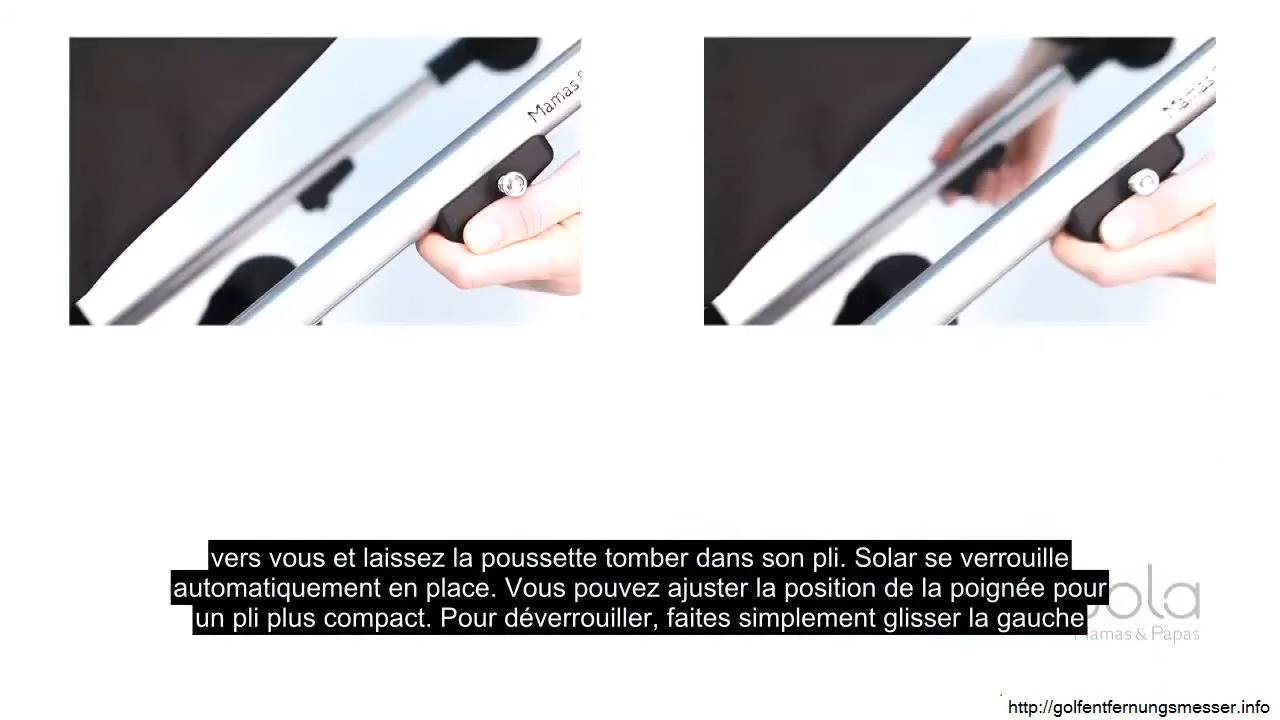 Mamas &
Mamas
vers vous et laissez la poussette tomber dans son pli. Solar se verrouille
automatiquement en place. Vous pouvez ajuster la position de la poignée pour
un pli plus compact. Pour déverrouiller, faites simplement glisser la gauche
ola
Mamas & Papas
http://golfentfernungsmesser.info